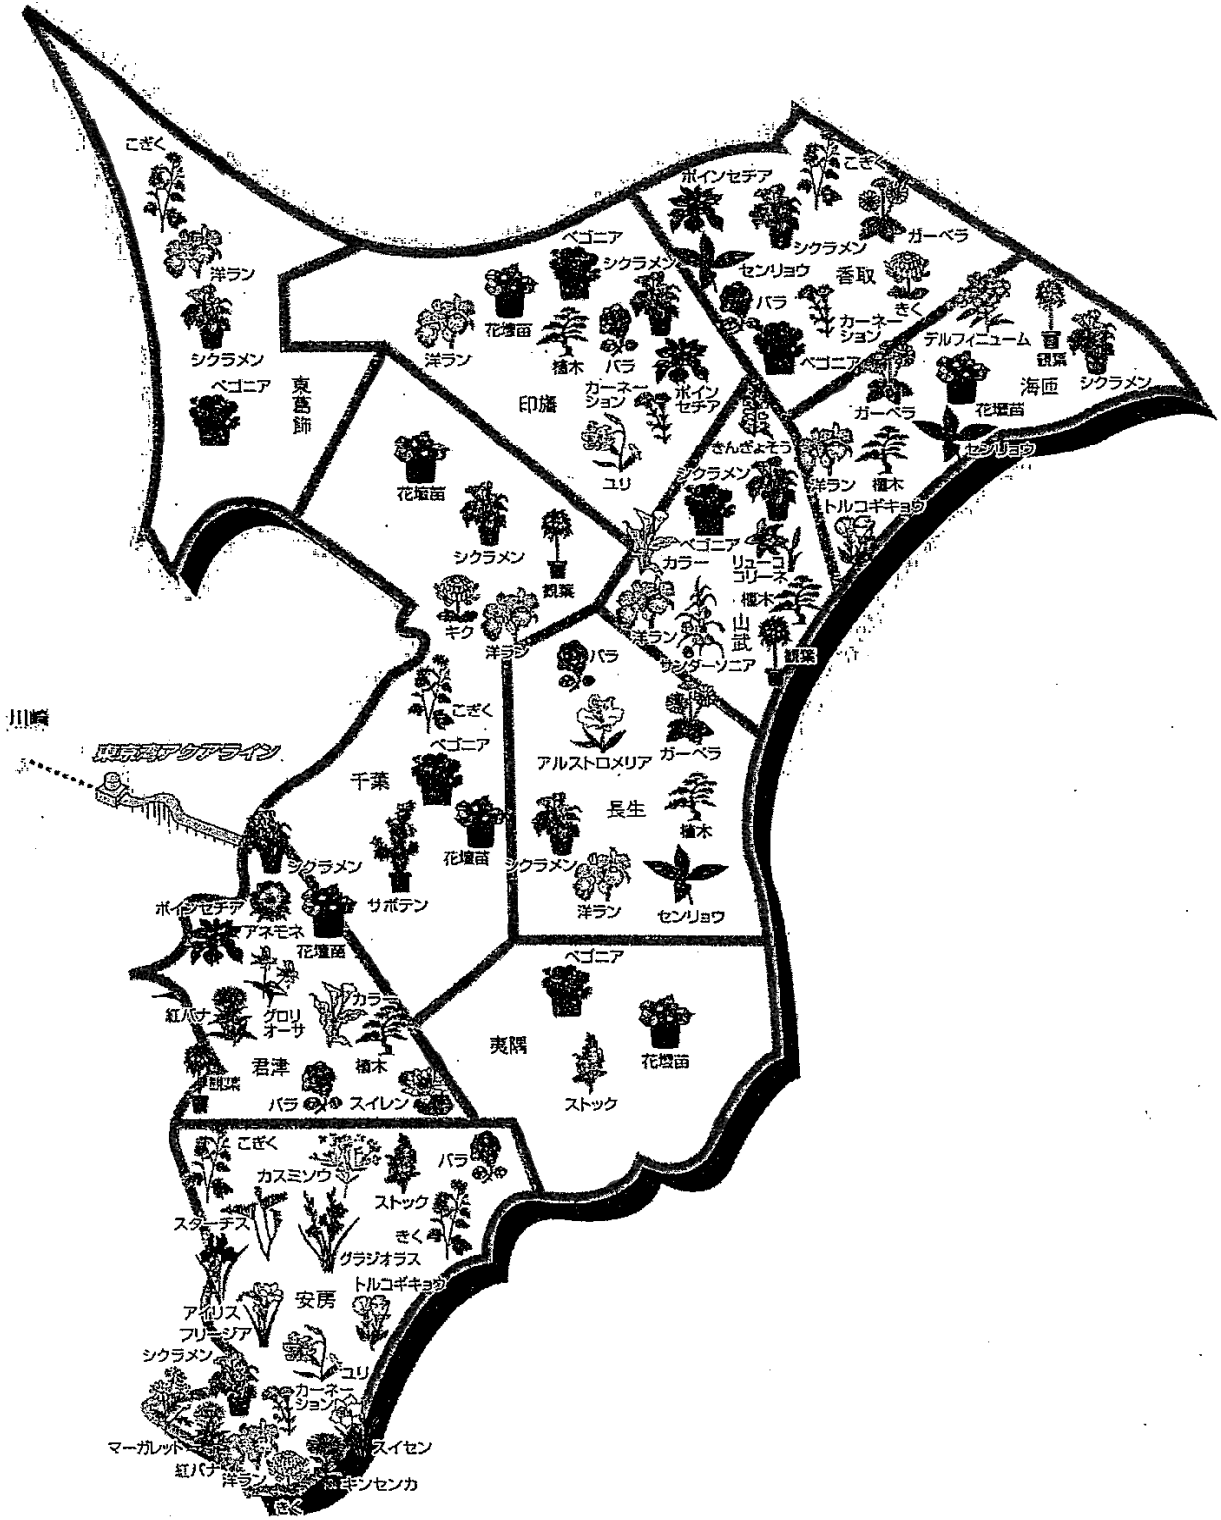 こぎく
洋ラン
シクラメン
ベゴニア
東葛飾
ベゴニア
シクラメン
花壇苗
洋ラン
植木
バラ
印旛
カーネー
ション
ポイン
セチア
ユリ
ポインセチア
こぎく
シクラメン
ガーベラ
センリョウ
香取
バラ
きく
カーネー
ション
ベゴニア
デルフィニューム
観葉
海匝
シクラメン
ガーベラ
花壇苗
センリョウ
洋ラン
植木
トルコギキョウ
きんぎょそう
シクラメン
ベゴニア
カラー
リューコ
コリーネ
植木
山武
洋ラン
サンダーソニア
観葉
花壇苗
シクラメン
観葉
キク
洋ラン
こぎく
ベゴニア
千葉
花壇苗
サボテン
バラ
ガーベラ
アルストロメリア
長生
植木
シクラメン
洋ラン
センリョウ
川崎
東京湾アクアライン
シクラメン
ポインセチア
アネモネ
花壇苗
紅バナ
グロリ
オーサ
カラー
君津
植木
観葉
バラ
スイレン
ベゴニア
夷隅
花壇苗
ストック
こぎく
カスミソウ
ストック
バラ
スターチス
きく
グラジオラス
トルコギキョウ
安房
アイリス
フリージア
シクラメン
ユリ
カーネー
ション
マーガレット
スイセン
紅バナ
洋ラン
キンセンカ
きく